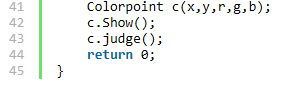 41 Colorpoint c(x,y,r,g,b);
42 c.Show();
43 c.judge();
44 return 0;
45 }